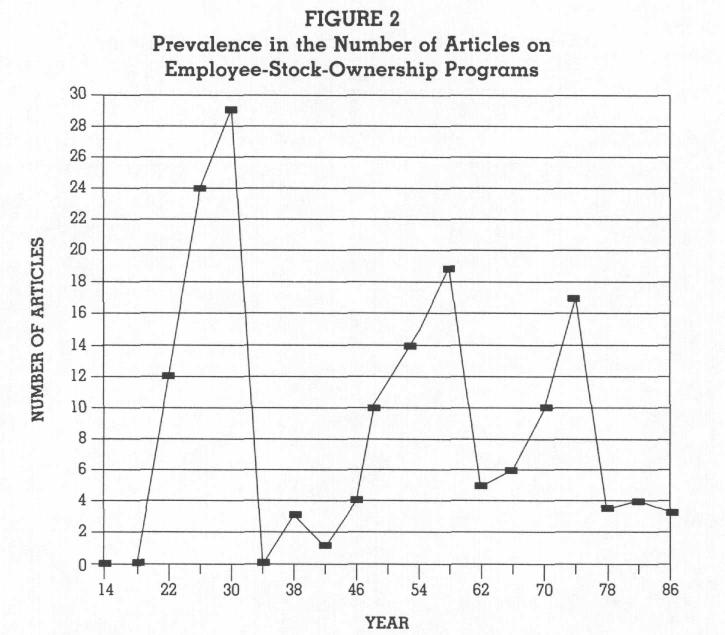 FIGURE 2
Prevalence in the Number of Articles on
Employee-Stock-Ownership Programs
30
28
26
24
22
20
18
16
14
12
10
8
6
4
2
0
NUMBER OF ARTICLES
14 22 30 38 46 54 62 70 78 86
YEAR